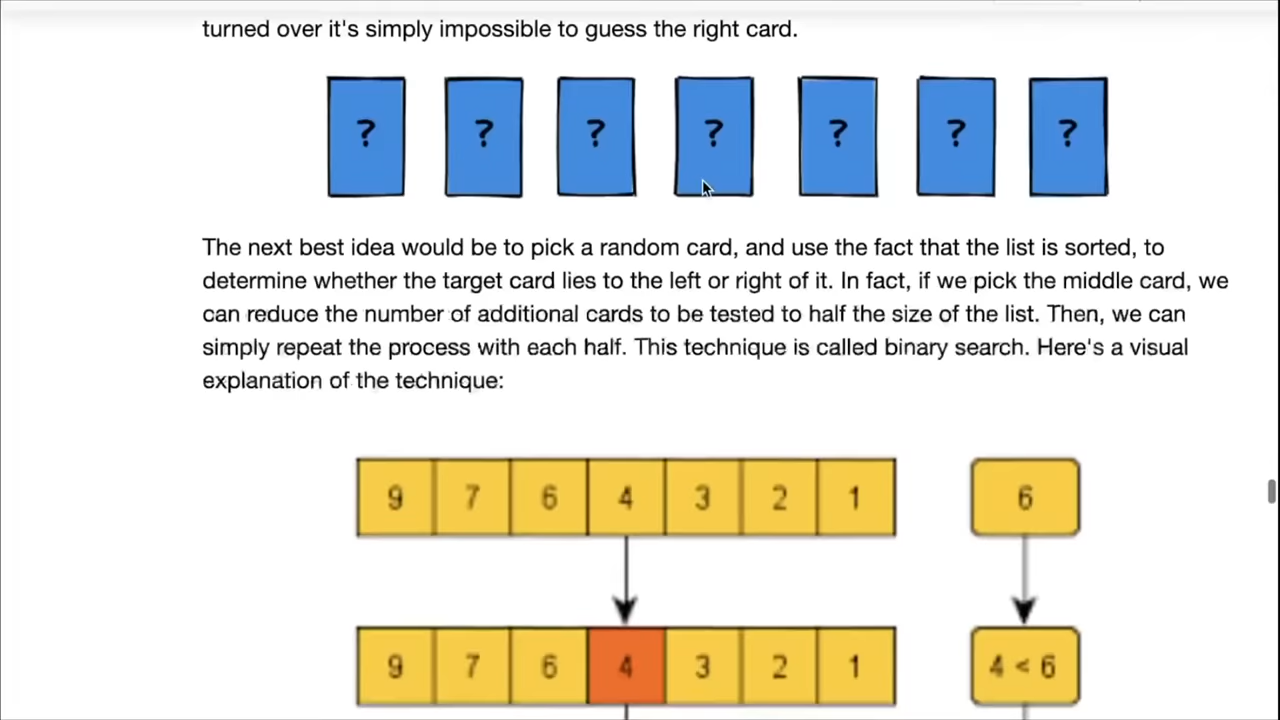 turned over it's simply impossible to guess the right card.
? ? ? ? ? ? ?
The next best idea would be to pick a random card, and use the fact that the list is sorted, to
determine whether the target card lies to the left or right of it. In fact, if we pick the middle card, we
can reduce the number of additional cards to be tested to half the size of the list. Then, we can
simply repeat the process with each half. This technique is called binary search. Here's a visual
explanation of the technique:
9 7 6 4 3 2 1 6
9 7 6 4 3 2 1 4 < 6